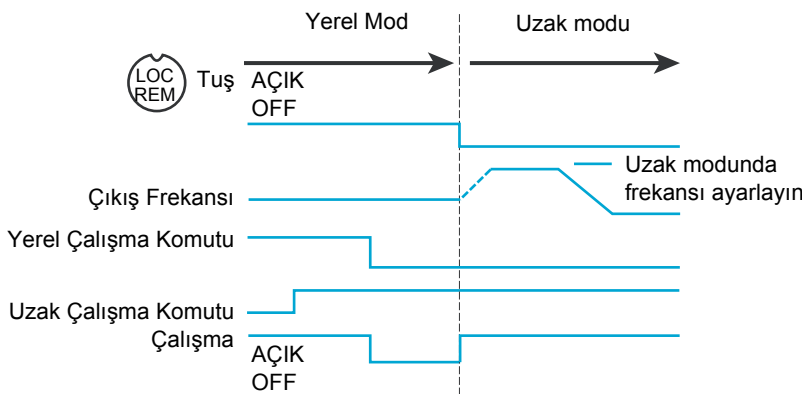 Yerel Mod
Uzak modu
LOC
REM
Tuş
AÇIK
OFF
Uzak modunda
frekansı ayarlayın
Çıkış Frekansı
Yerel Çalışma Komutu
Uzak Çalışma Komutu
Çalışma
AÇIK
OFF